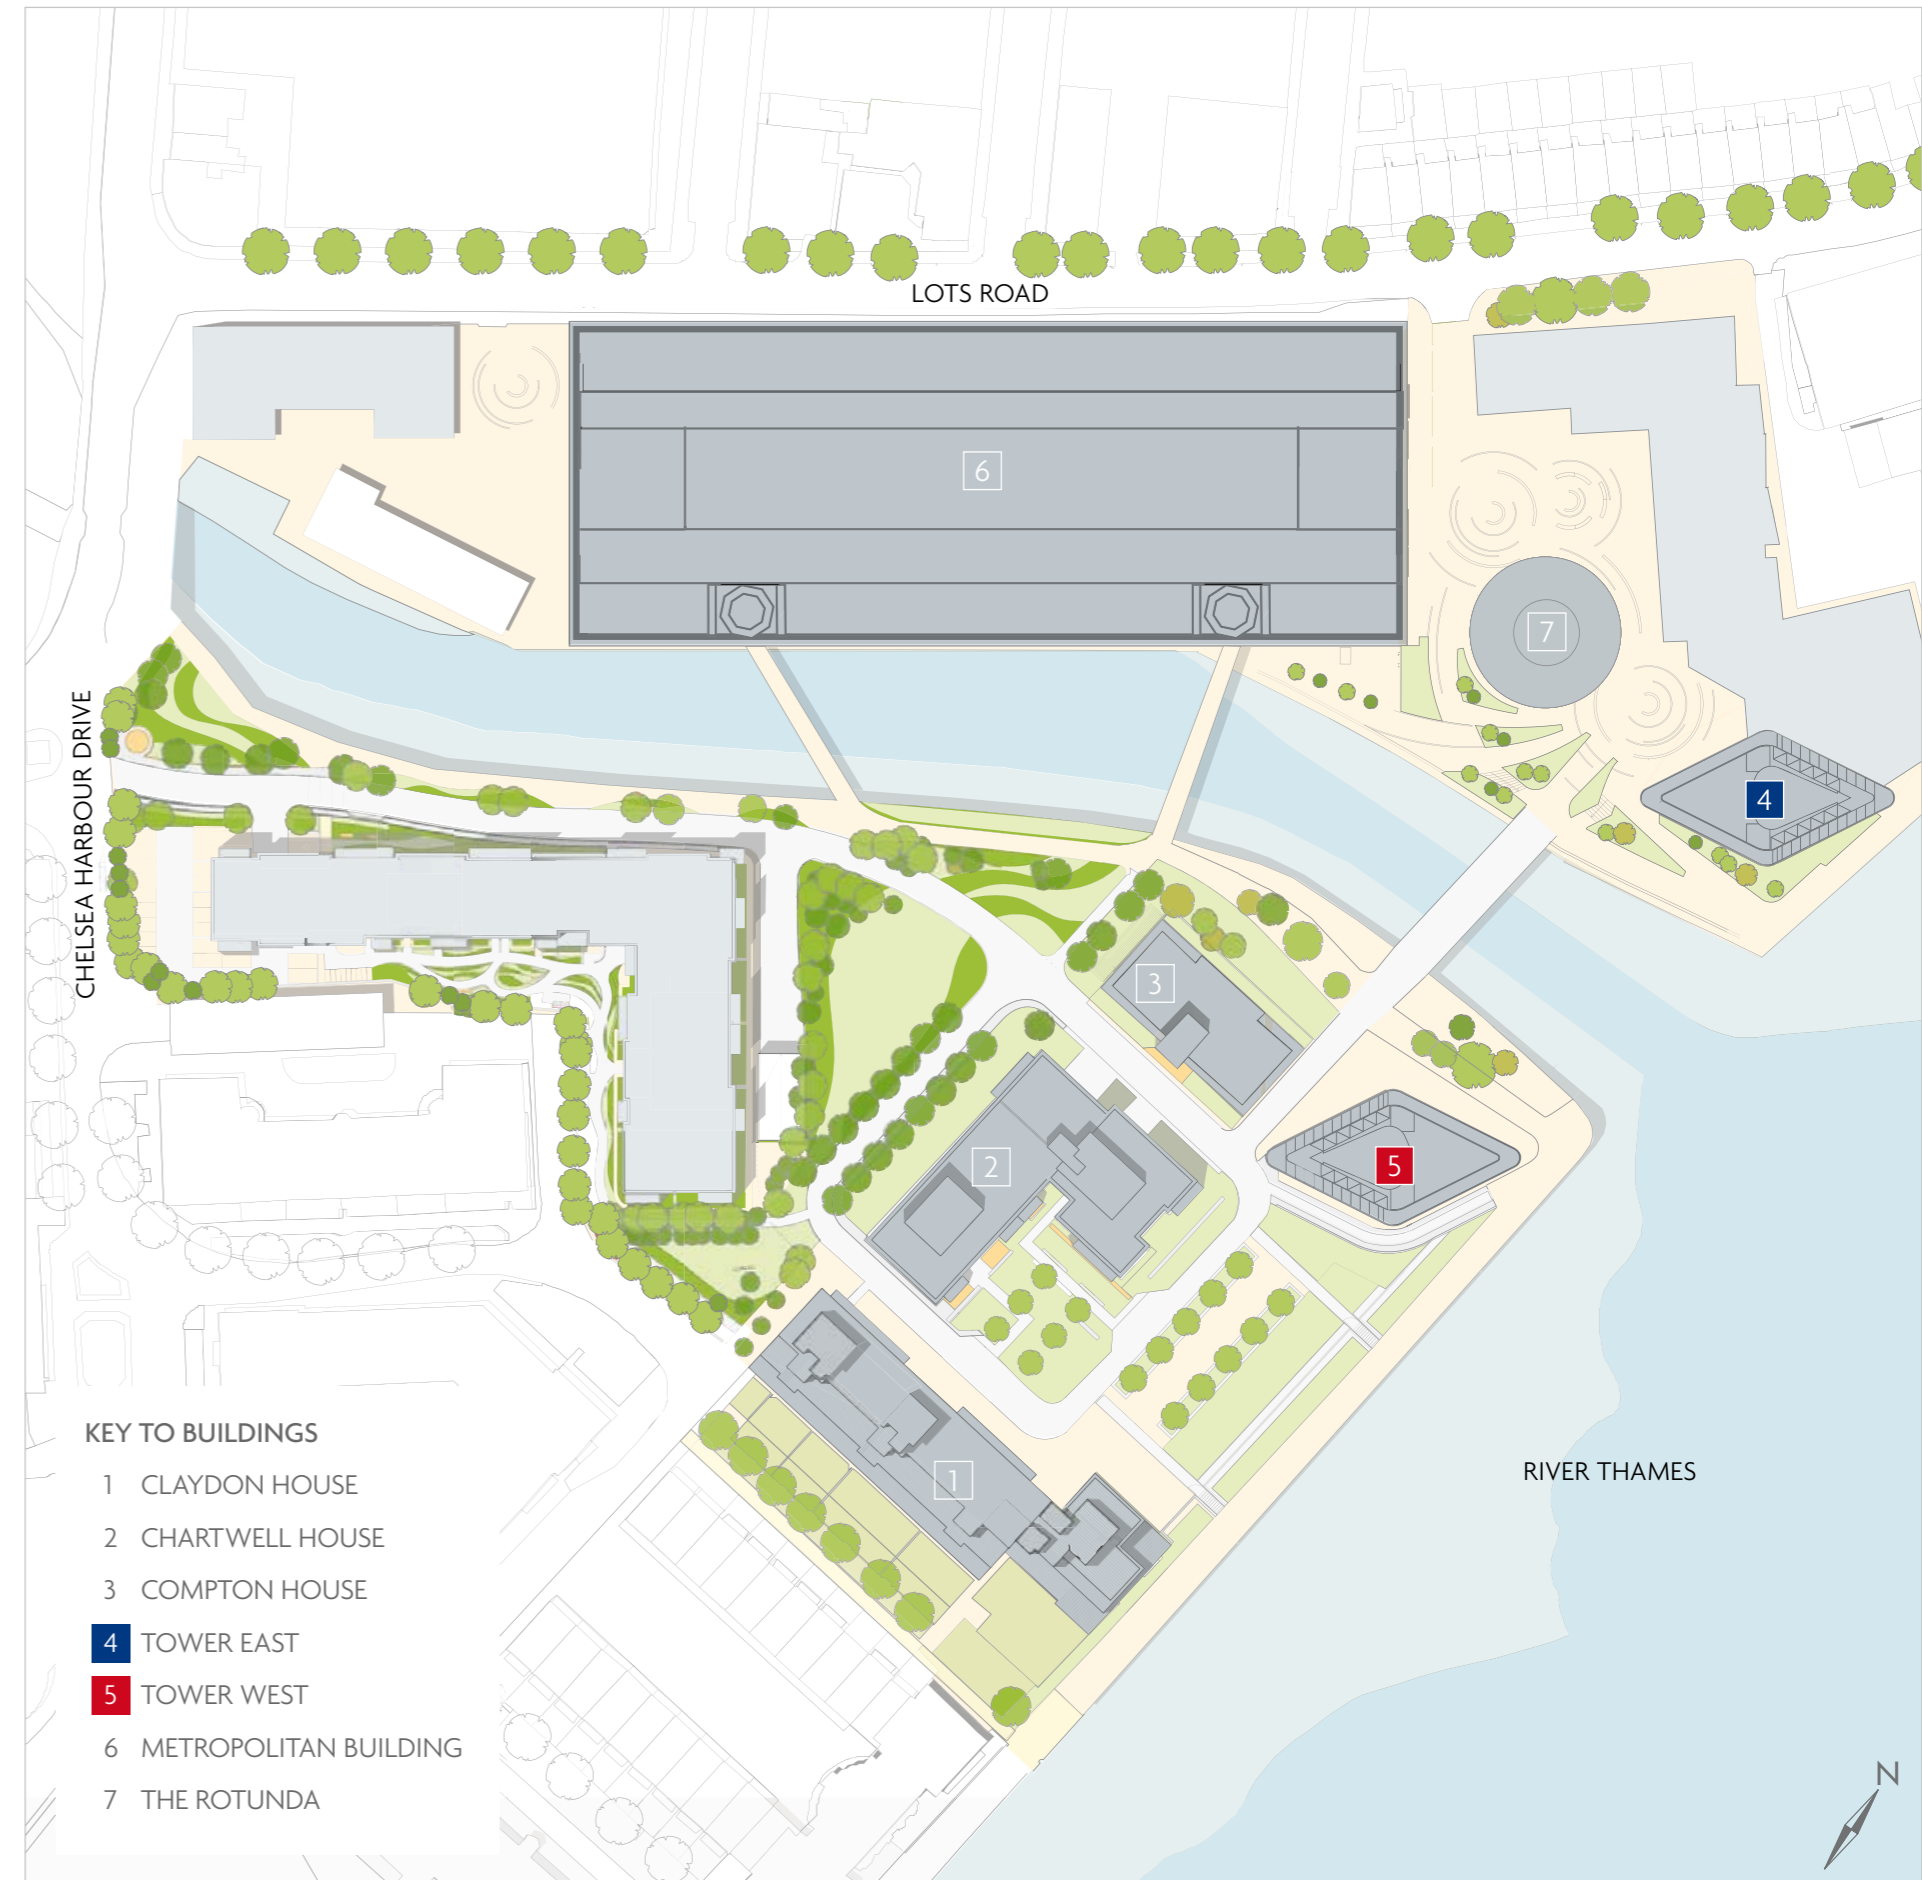 LOTS ROAD
6
7
CHELSEA HARBOUR DRIVE
4
3
2
5
1
RIVER THAMES
KEY TO BUILDINGS
1 CLAYDON HOUSE
2 CHARTWELL HOUSE
3 COMPTON HOUSE
4 TOWER EAST
5 TOWER WEST
6 METROPOLITAN BUILDING
7 THE ROTUNDA
N